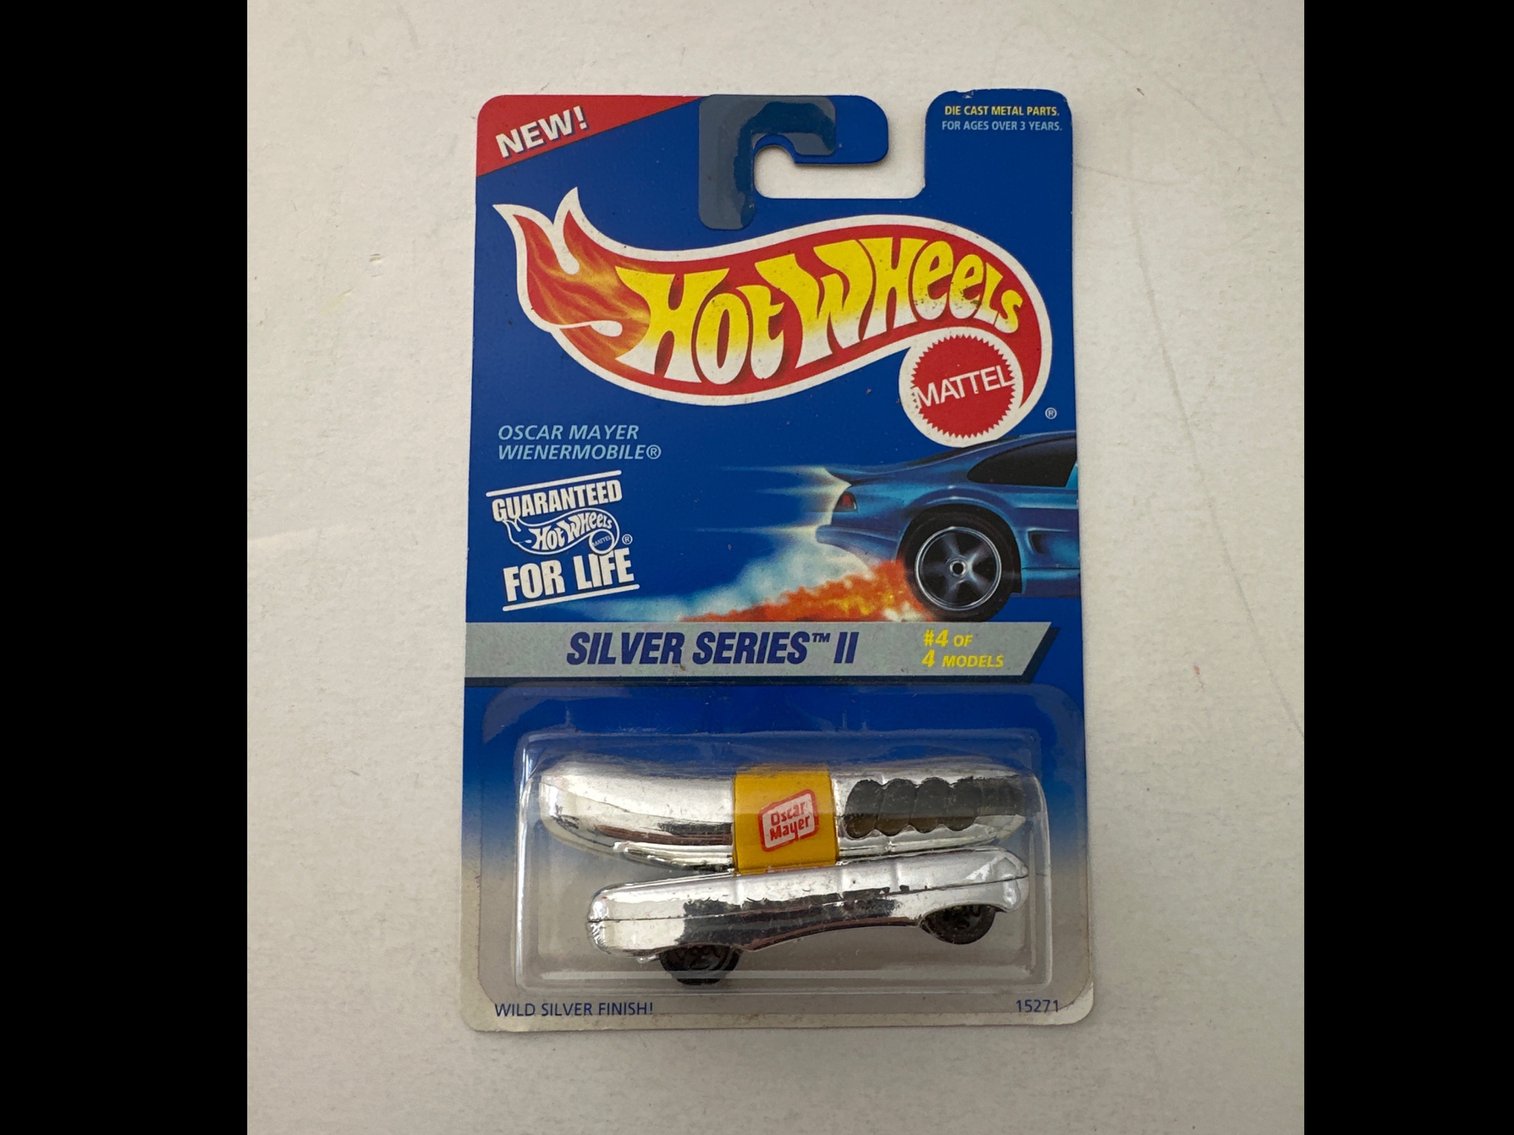 NEW!
DIE CAST METAL PARTS.
FOR AGES OVER 3 YEARS.
HOT WHEELS
MATTEL
®
OSCAR MAYER
WIENERMOBILE®
GUARANTEED
HOT WHEELS
MATTEL
®
FOR LIFE
SILVER SERIES™ II
#4 OF
4 MODELS
Oscar
Mayer
WILD SILVER FINISH!
15271